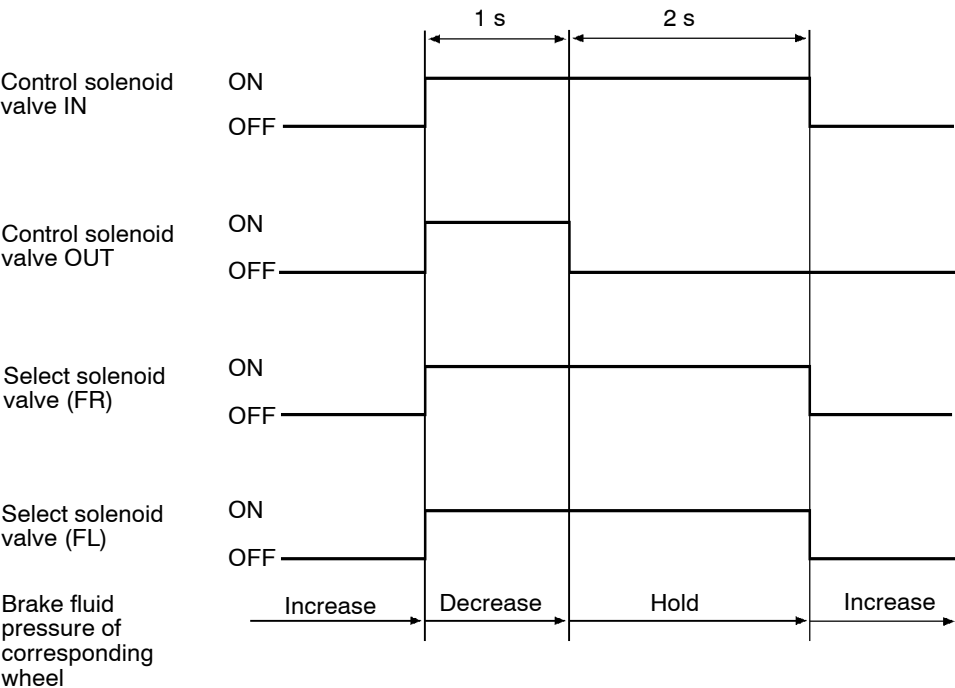 1 s
2 s
Control solenoid
valve IN
ON
OFF
Control solenoid
valve OUT
ON
OFF
Select solenoid
valve (FR)
ON
OFF
Select solenoid
valve (FL)
ON
OFF
Brake fluid
pressure of
corresponding
wheel
Increase
Decrease
Hold
Increase